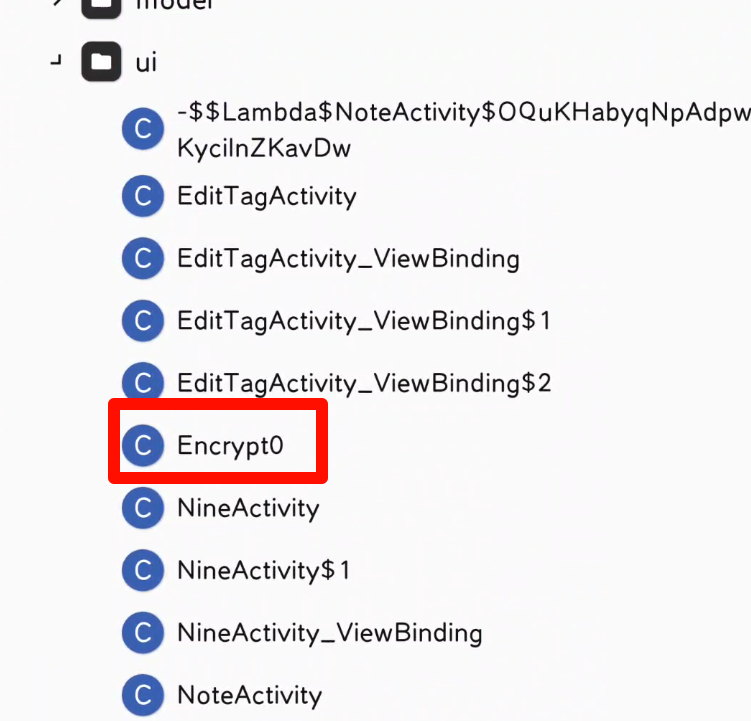 model
ui
C
-$$Lambda$NoteActivity$OQuKHabyqNpAdpw
KycilnZKavDw
C EditTagActivity
C EditTagActivity_ViewBinding
C EditTagActivity_ViewBinding$1
C EditTagActivity_ViewBinding$2
C Encrypt0
C NineActivity
C NineActivity$1
C NineActivity_ViewBinding
C NoteActivity